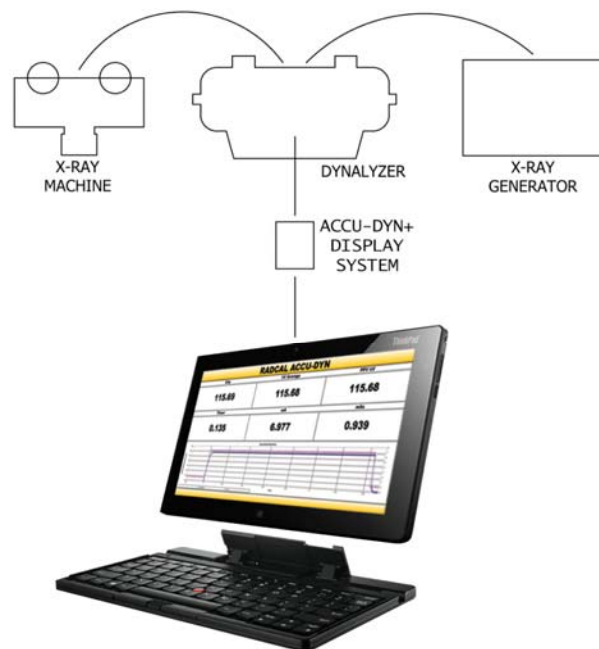 X-RAY
MACHINE
DYNALYZER
X-RAY
GENERATOR
ACCU-DYN+
DISPLAY
SYSTEM
ThinkPad
RADCAL ACCU-DYN
115.69
115.68
115.68
0.135
6.977
0.939